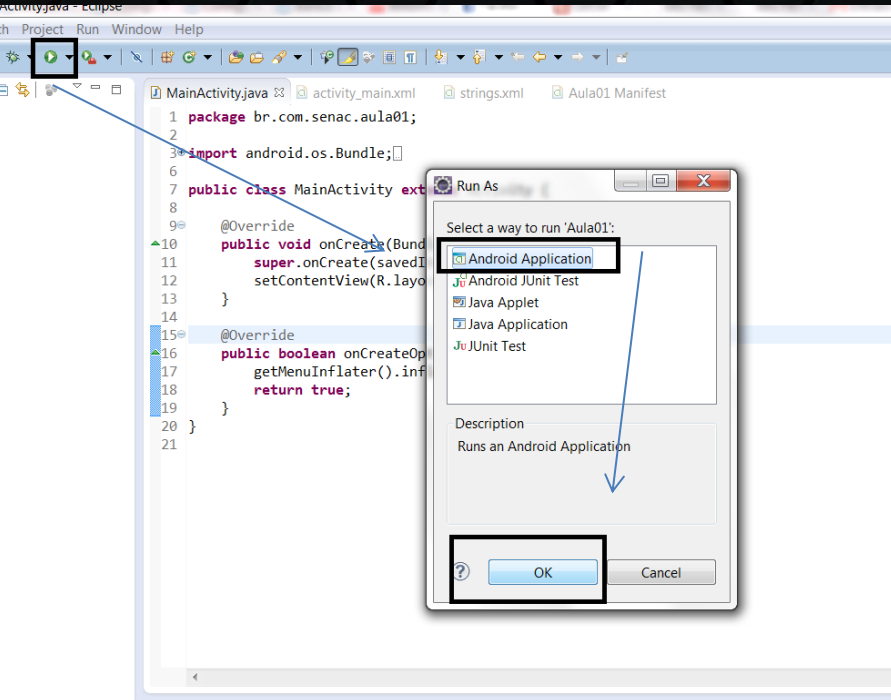 Activity.java - Eclipse
ch Project Run Window Help
MainActivity.java activity_main.xml strings.xml Aula01 Manifest
1 package br.com.senac.aula01;
2
3 import android.os.Bundle;
6
7 public class MainActivity
8
9 @Override
10 public void onCreate(Bund
11 super.onCreate(savedI
12 setContentView(R.layo
13 }
14
15 @Override
16 public boolean onCreateOp
17 getMenuInflater().inf
18 return true;
19 }
20 }
21
Run As
Select a way to run 'Aula01':
Android Application
Android JUnit Test
Java Applet
Java Application
JUnit Test
Description
Runs an Android Application
OK Cancel